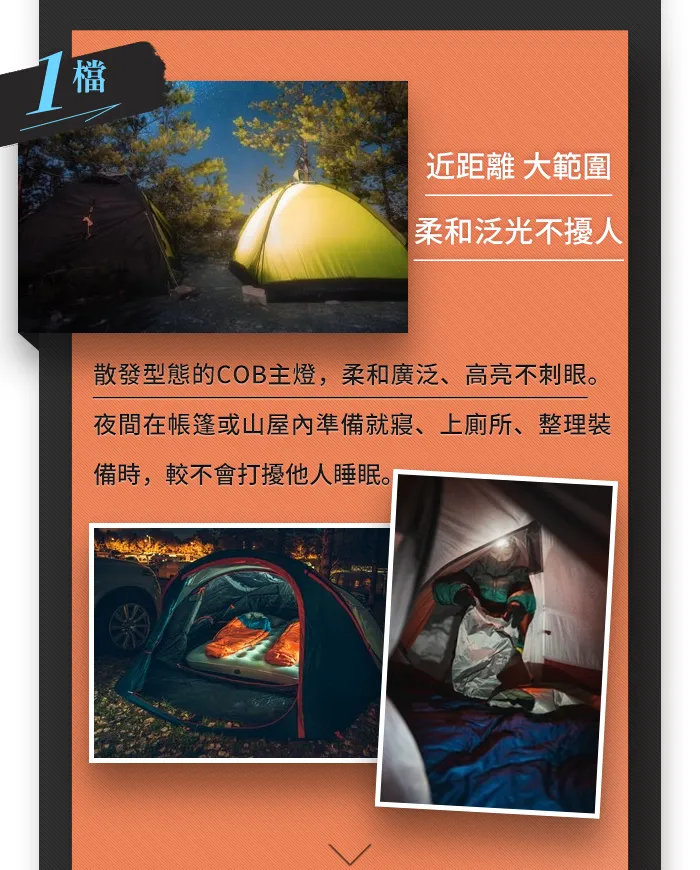 1檔
近距離 大範圍
柔和泛光不擾人
散發型態的COB主燈，柔和廣泛、高亮不刺眼。
夜間在帳篷或山屋內準備就寢、上廁所、整理裝
備時，較不會打擾他人睡眠。